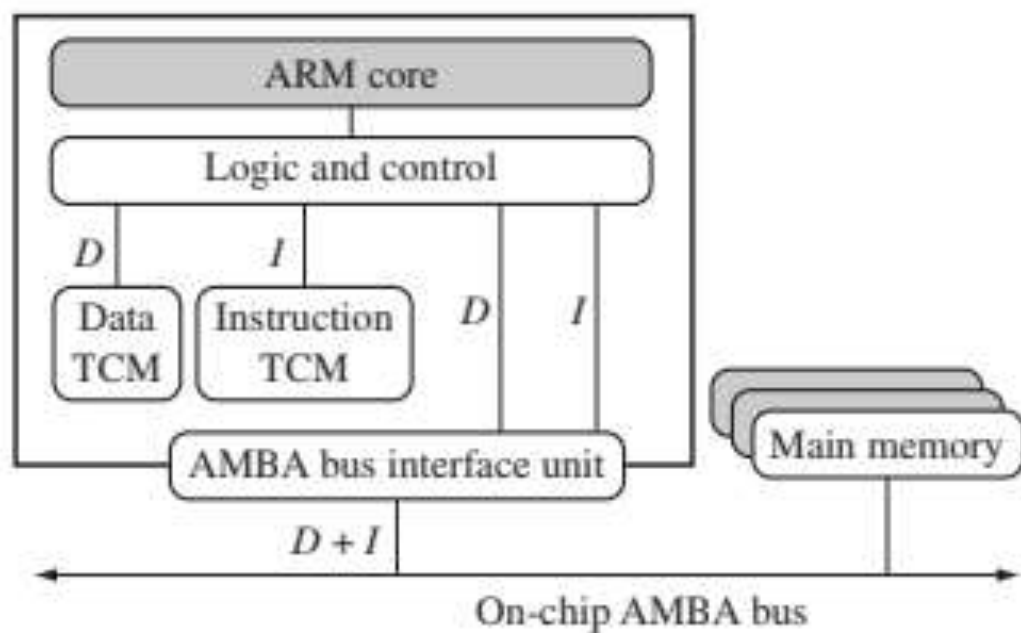 ARM core
Logic and control
D
I
D
I
Data
TCM
Instruction
TCM
Main memory
AMBA bus interface unit
D + I
On-chip AMBA bus